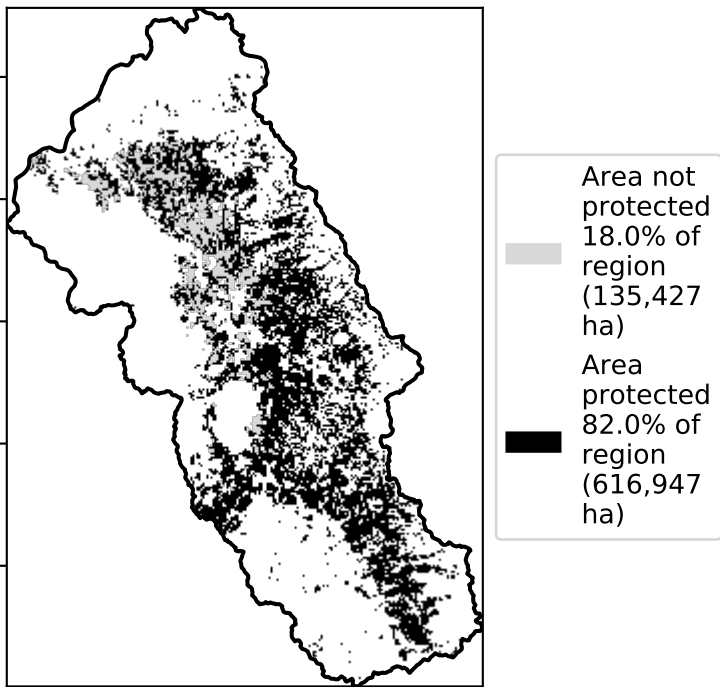 Area not
protected
18.0% of
region
(135,427
ha)
Area
protected
82.0% of
region
(616,947
ha)